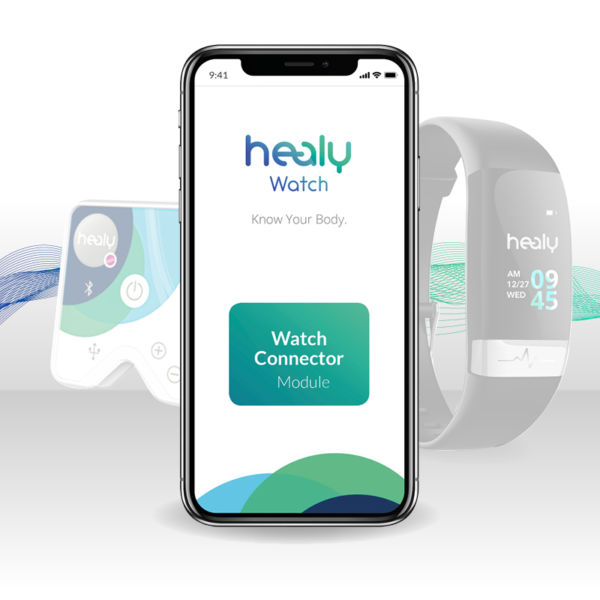 9:41
healy
Watch
Know Your Body.
Watch
Connector
Module
healy
healy
AM
12/27
WED
09
45